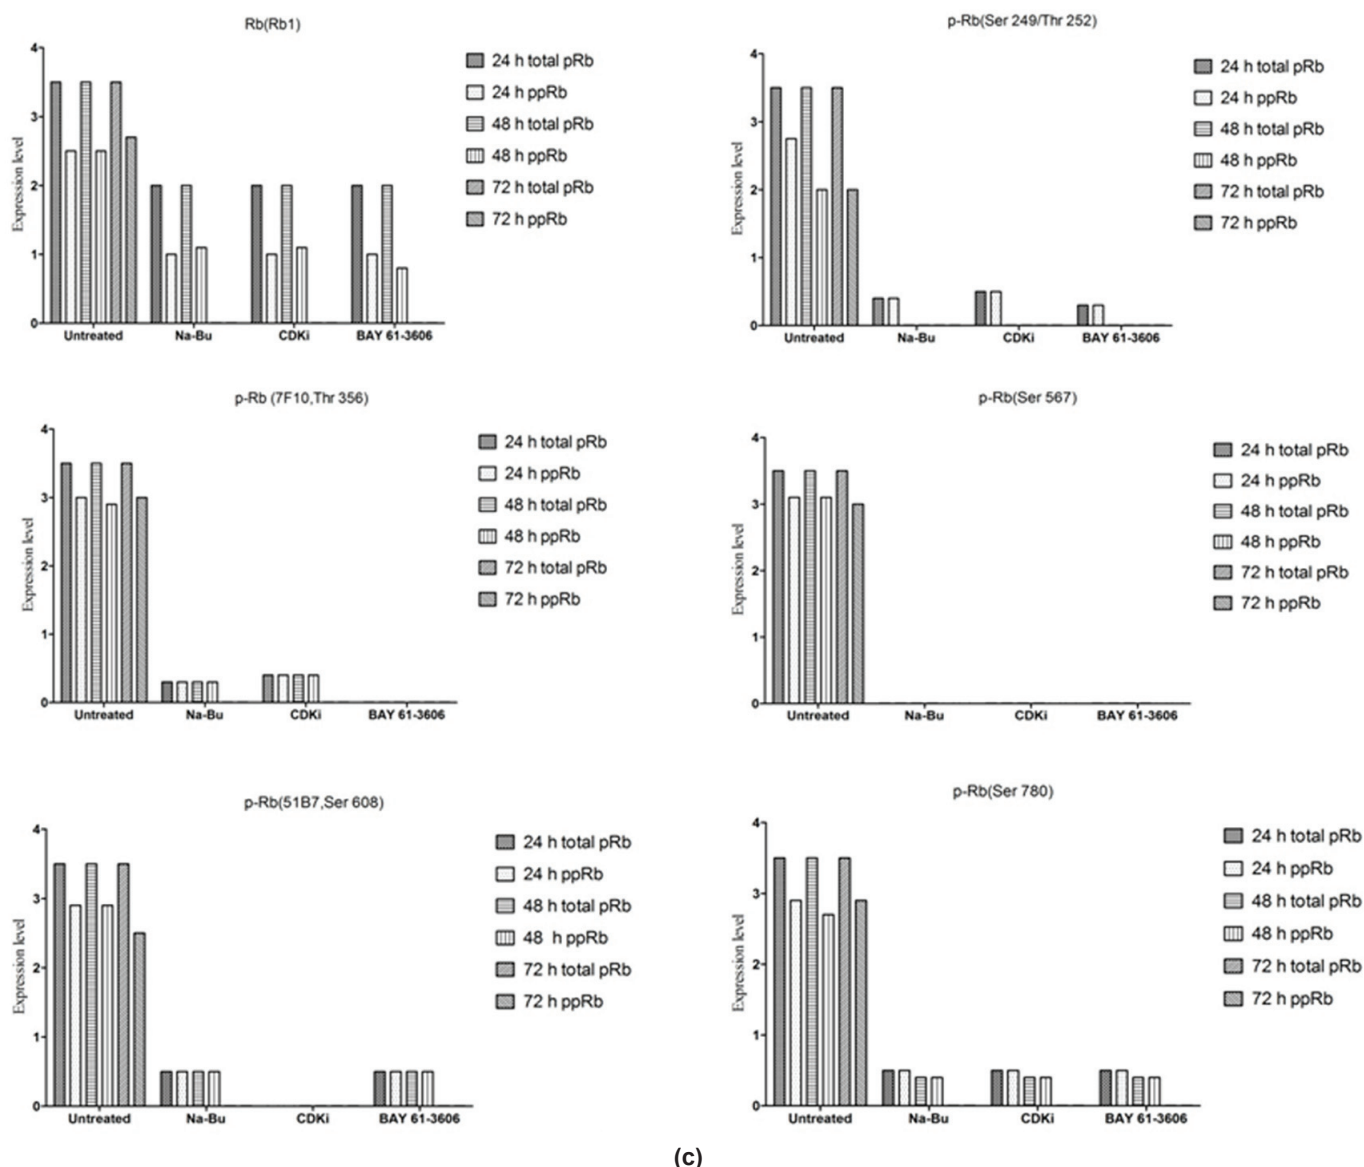 Rb(Rb1)
Expression level
4
3
2
1
0
Untreated Na-Bu CDKi BAY 61-3606
24 h total pRb
24 h ppRb
48 h total pRb
48 h ppRb
72 h total pRb
72 h ppRb
p-Rb(Ser 249/Thr 252)
Expression level
4
3
2
1
0
Untreated Na-Bu CDKi BAY 61-3606
24 h total pRb
24 h ppRb
48 h total pRb
48 h ppRb
72 h total pRb
72 h ppRb
p-Rb (7F10,Thr 356)
Expression level
4
3
2
1
0
Untreated Na-Bu CDKi BAY 61-3606
24 h total pRb
24 h ppRb
48 h total pRb
48 h ppRb
72 h total pRb
72 h ppRb
p-Rb(Ser 567)
Expression level
4
3
2
1
0
Untreated Na-Bu CDKi BAY 61-3606
24 h total pRb
24 h ppRb
48 h total pRb
48 h ppRb
72 h total pRb
72 h ppRb
p-Rb(51B7,Ser 608)
Expression level
4
3
2
1
0
Untreated Na-Bu CDKi BAY 61-3606
24 h total pRb
24 h ppRb
48 h total pRb
48 h ppRb
72 h total pRb
72 h ppRb
p-Rb(Ser 780)
Expression level
4
3
2
1
0
Untreated Na-Bu CDKi BAY 61-3606
24 h total pRb
24 h ppRb
48 h total pRb
48 h ppRb
72 h total pRb
72 h ppRb
(c)